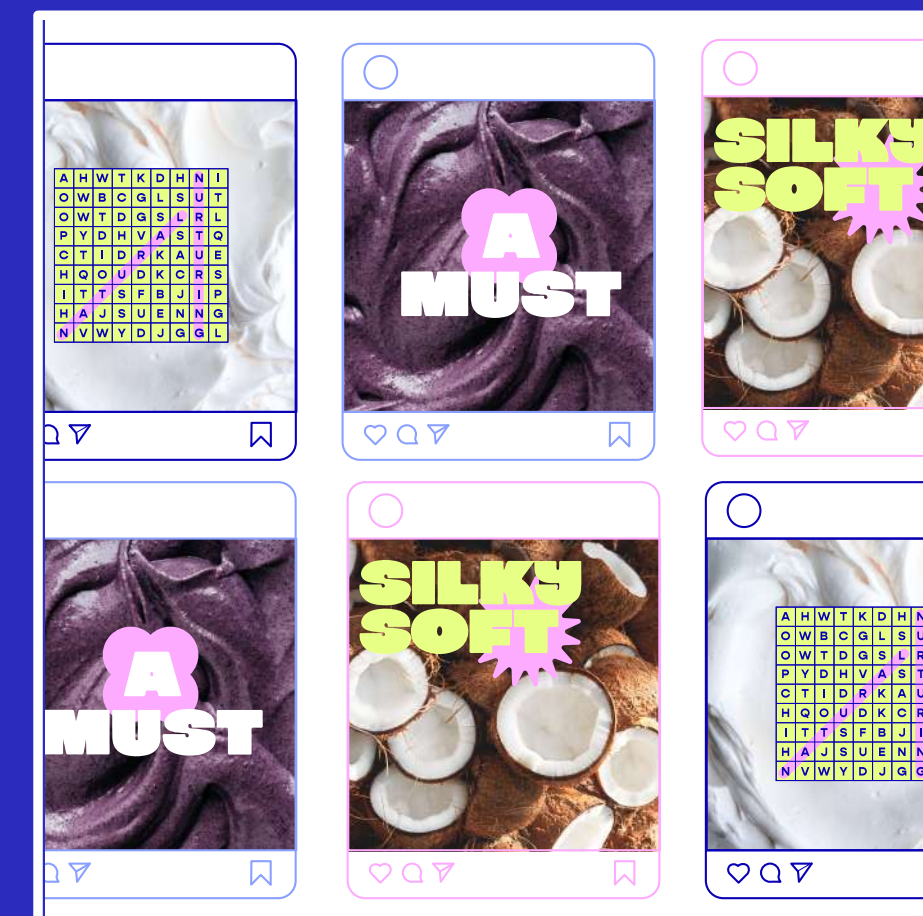 A H W T K D H N I
O W B C G L S U T
O W T D G S L R L
P Y D H V A S T Q
C T I D R K A U E
H Q O U D K C R S
I T T S F B J I P
H A J S U E N N G
N V W Y D J G G L
A
MUST
SILKY
SOFT
A
MUST
SILKY
SOFT
A H W T K D H N
O W B C G L S U
O W T D G S L R
P Y D H V A S T
C T I D R K A U
H Q O U D K C R
I T T S F B J I
H A J S U E N N
N V W Y D J G G